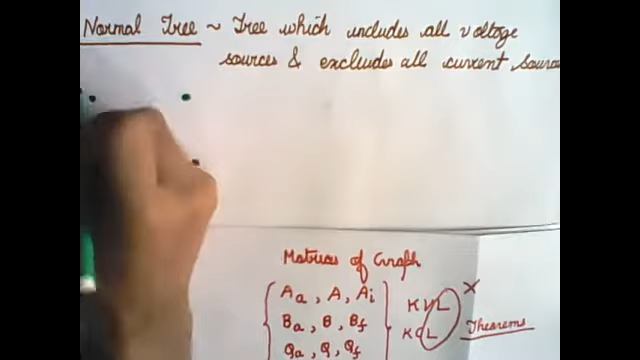 Normal Tree ~ Tree which includes all voltage
sources & excludes all current sources
Matrices of Graph
Aa, A, Ai
Ba, B, Bf
Qa, Q, Qf
KVL
KCL
X
Theorems